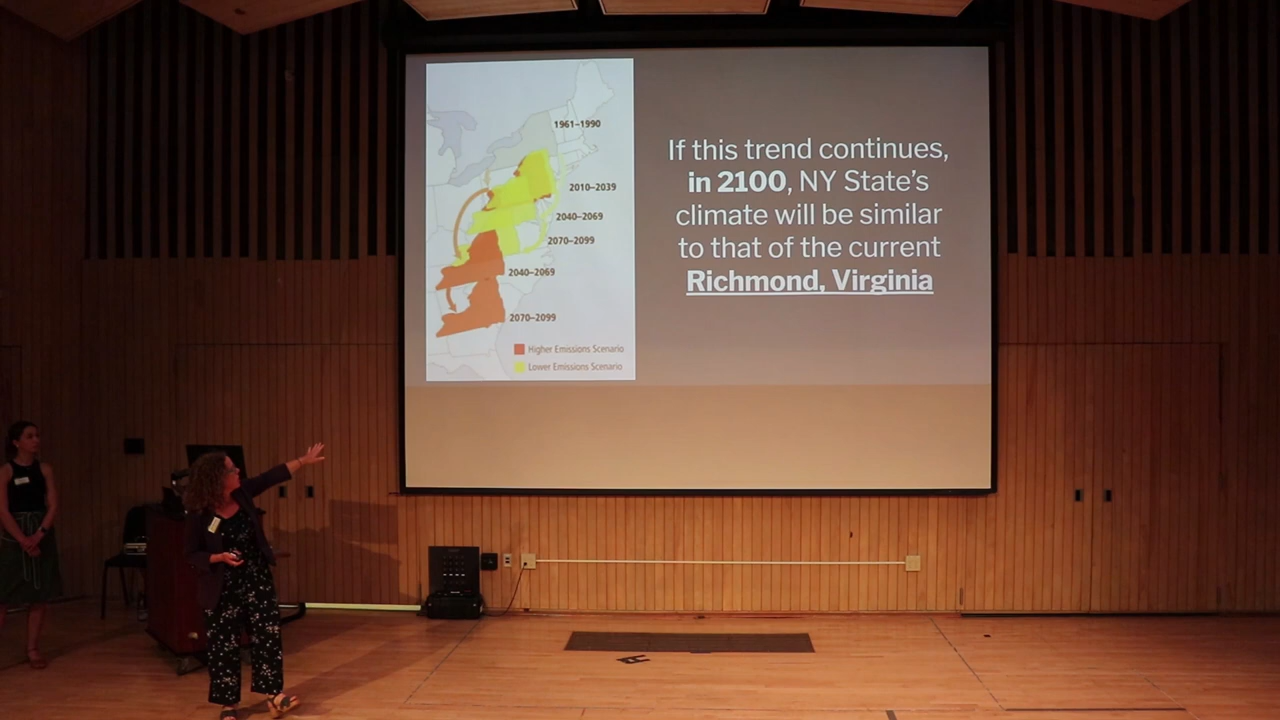 1961–1990
2010–2039
2040–2069
2070–2099
2040–2069
2070–2099
Higher Emissions Scenario
Lower Emissions Scenario
If this trend continues,
in 2100, NY State's
climate will be similar
to that of the current
Richmond, Virginia